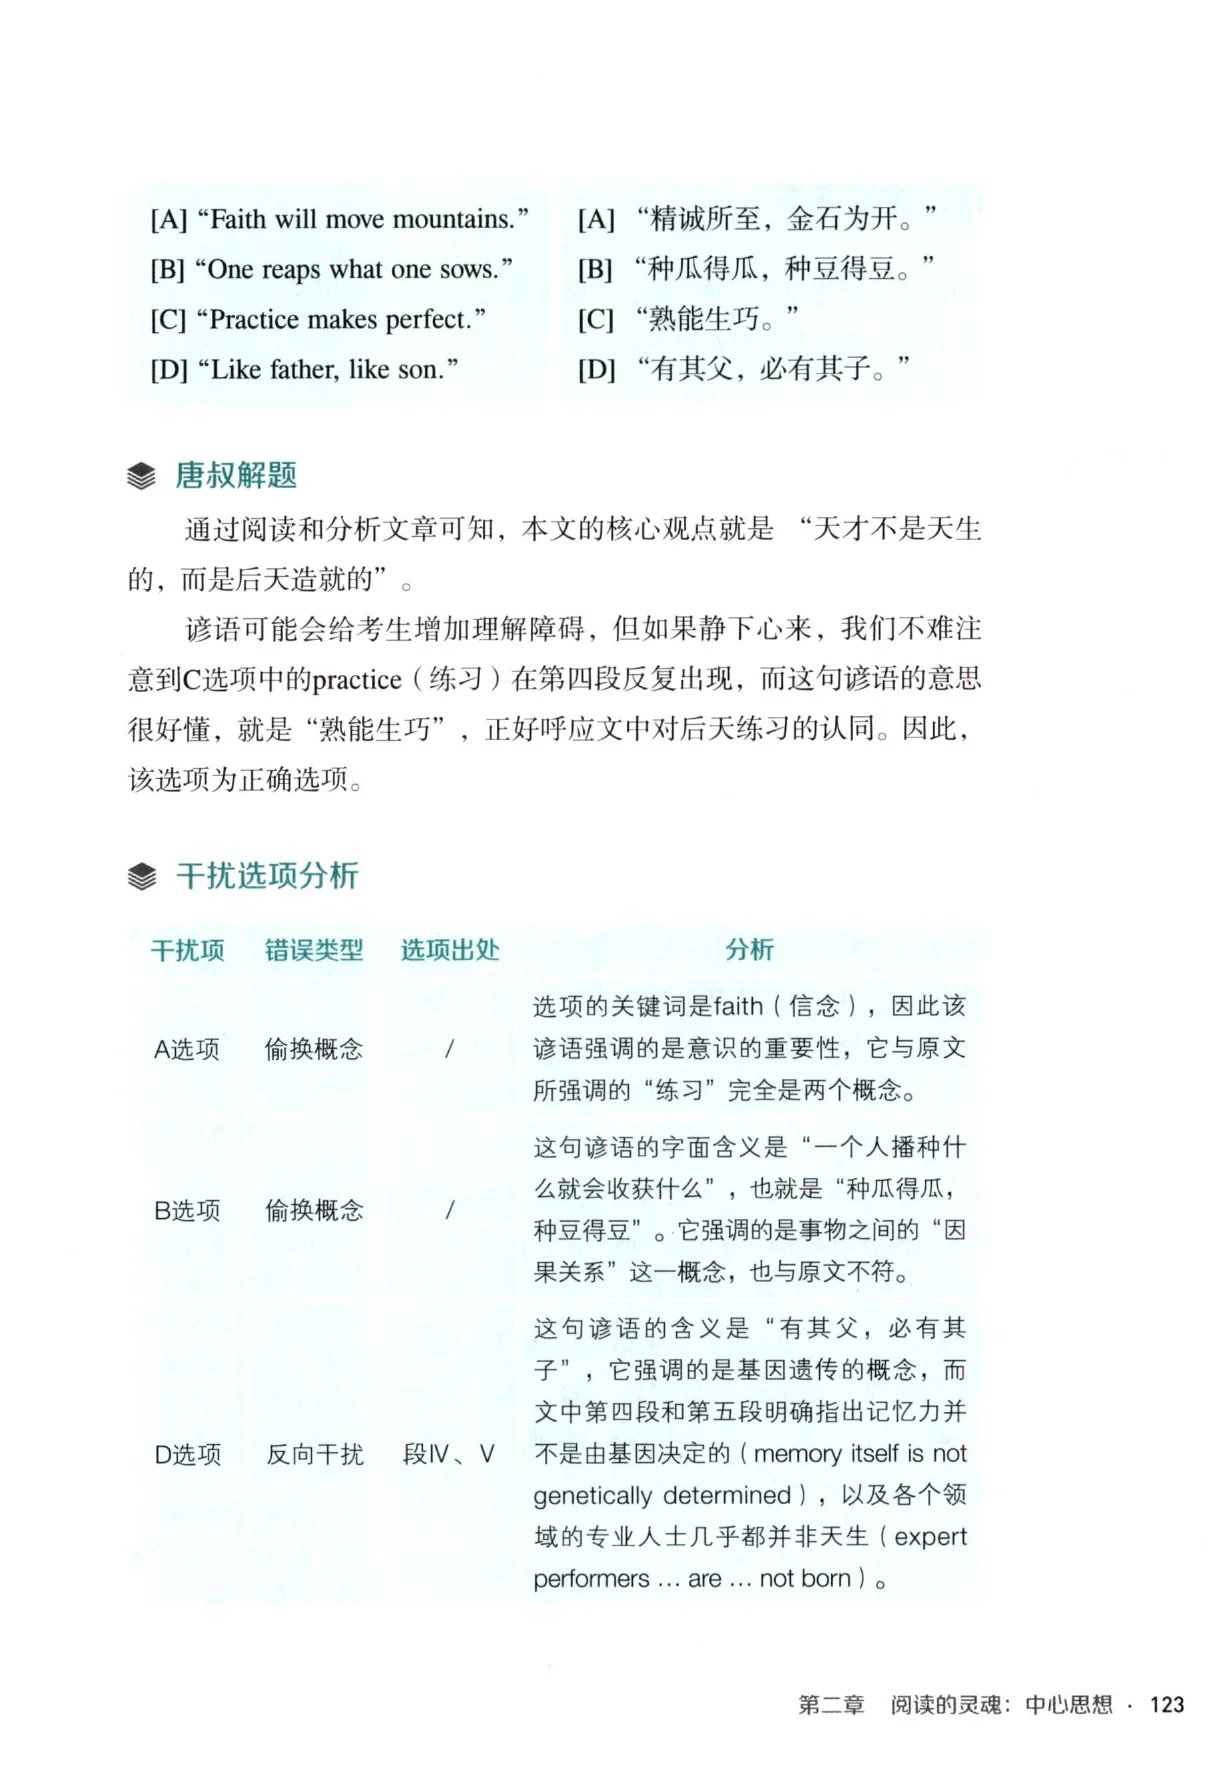 [A] “Faith will move mountains.” [A] “精诚所至，金石为开。”
[B] “One reaps what one sows.” [B] “种瓜得瓜，种豆得豆。”
[C] “Practice makes perfect.” [C] “熟能生巧。”
[D] “Like father, like son.” [D] “有其父，必有其子。”
唐叔解题
通过阅读和分析文章可知，本文的核心观点就是 “天才不是天生
的，而是后天造就的”。
谚语可能会给考生增加理解障碍，但如果静下心来，我们不难注
意到C选项中的practice（练习）在第四段反复出现，而这句谚语的意思
很好懂，就是“熟能生巧”，正好呼应文中对后天练习的认同。因此，
该选项为正确选项。
干扰选项分析
干扰项 错误类型 选项出处 分析
选项的关键词是faith（信念），因此该
A选项 偷换概念 / 谚语强调的是意识的重要性，它与原文
所强调的“练习”完全是两个概念。
这句谚语的字面含义是“一个人播种什
么就会收获什么”，也就是“种瓜得瓜，
B选项 偷换概念 /
种豆得豆”。它强调的是事物之间的“因
果关系”这一概念，也与原文不符。
这句谚语的含义是“有其父，必有其
子”，它强调的是基因遗传的概念，而
文中第四段和第五段明确指出记忆力并
D选项 反向干扰 段IV、V 不是由基因决定的（memory itself is not
genetically determined），以及各个领
域的专业人士几乎都并非天生（expert
performers ... are ... not born）。
第二章 阅读的灵魂：中心思想 · 123